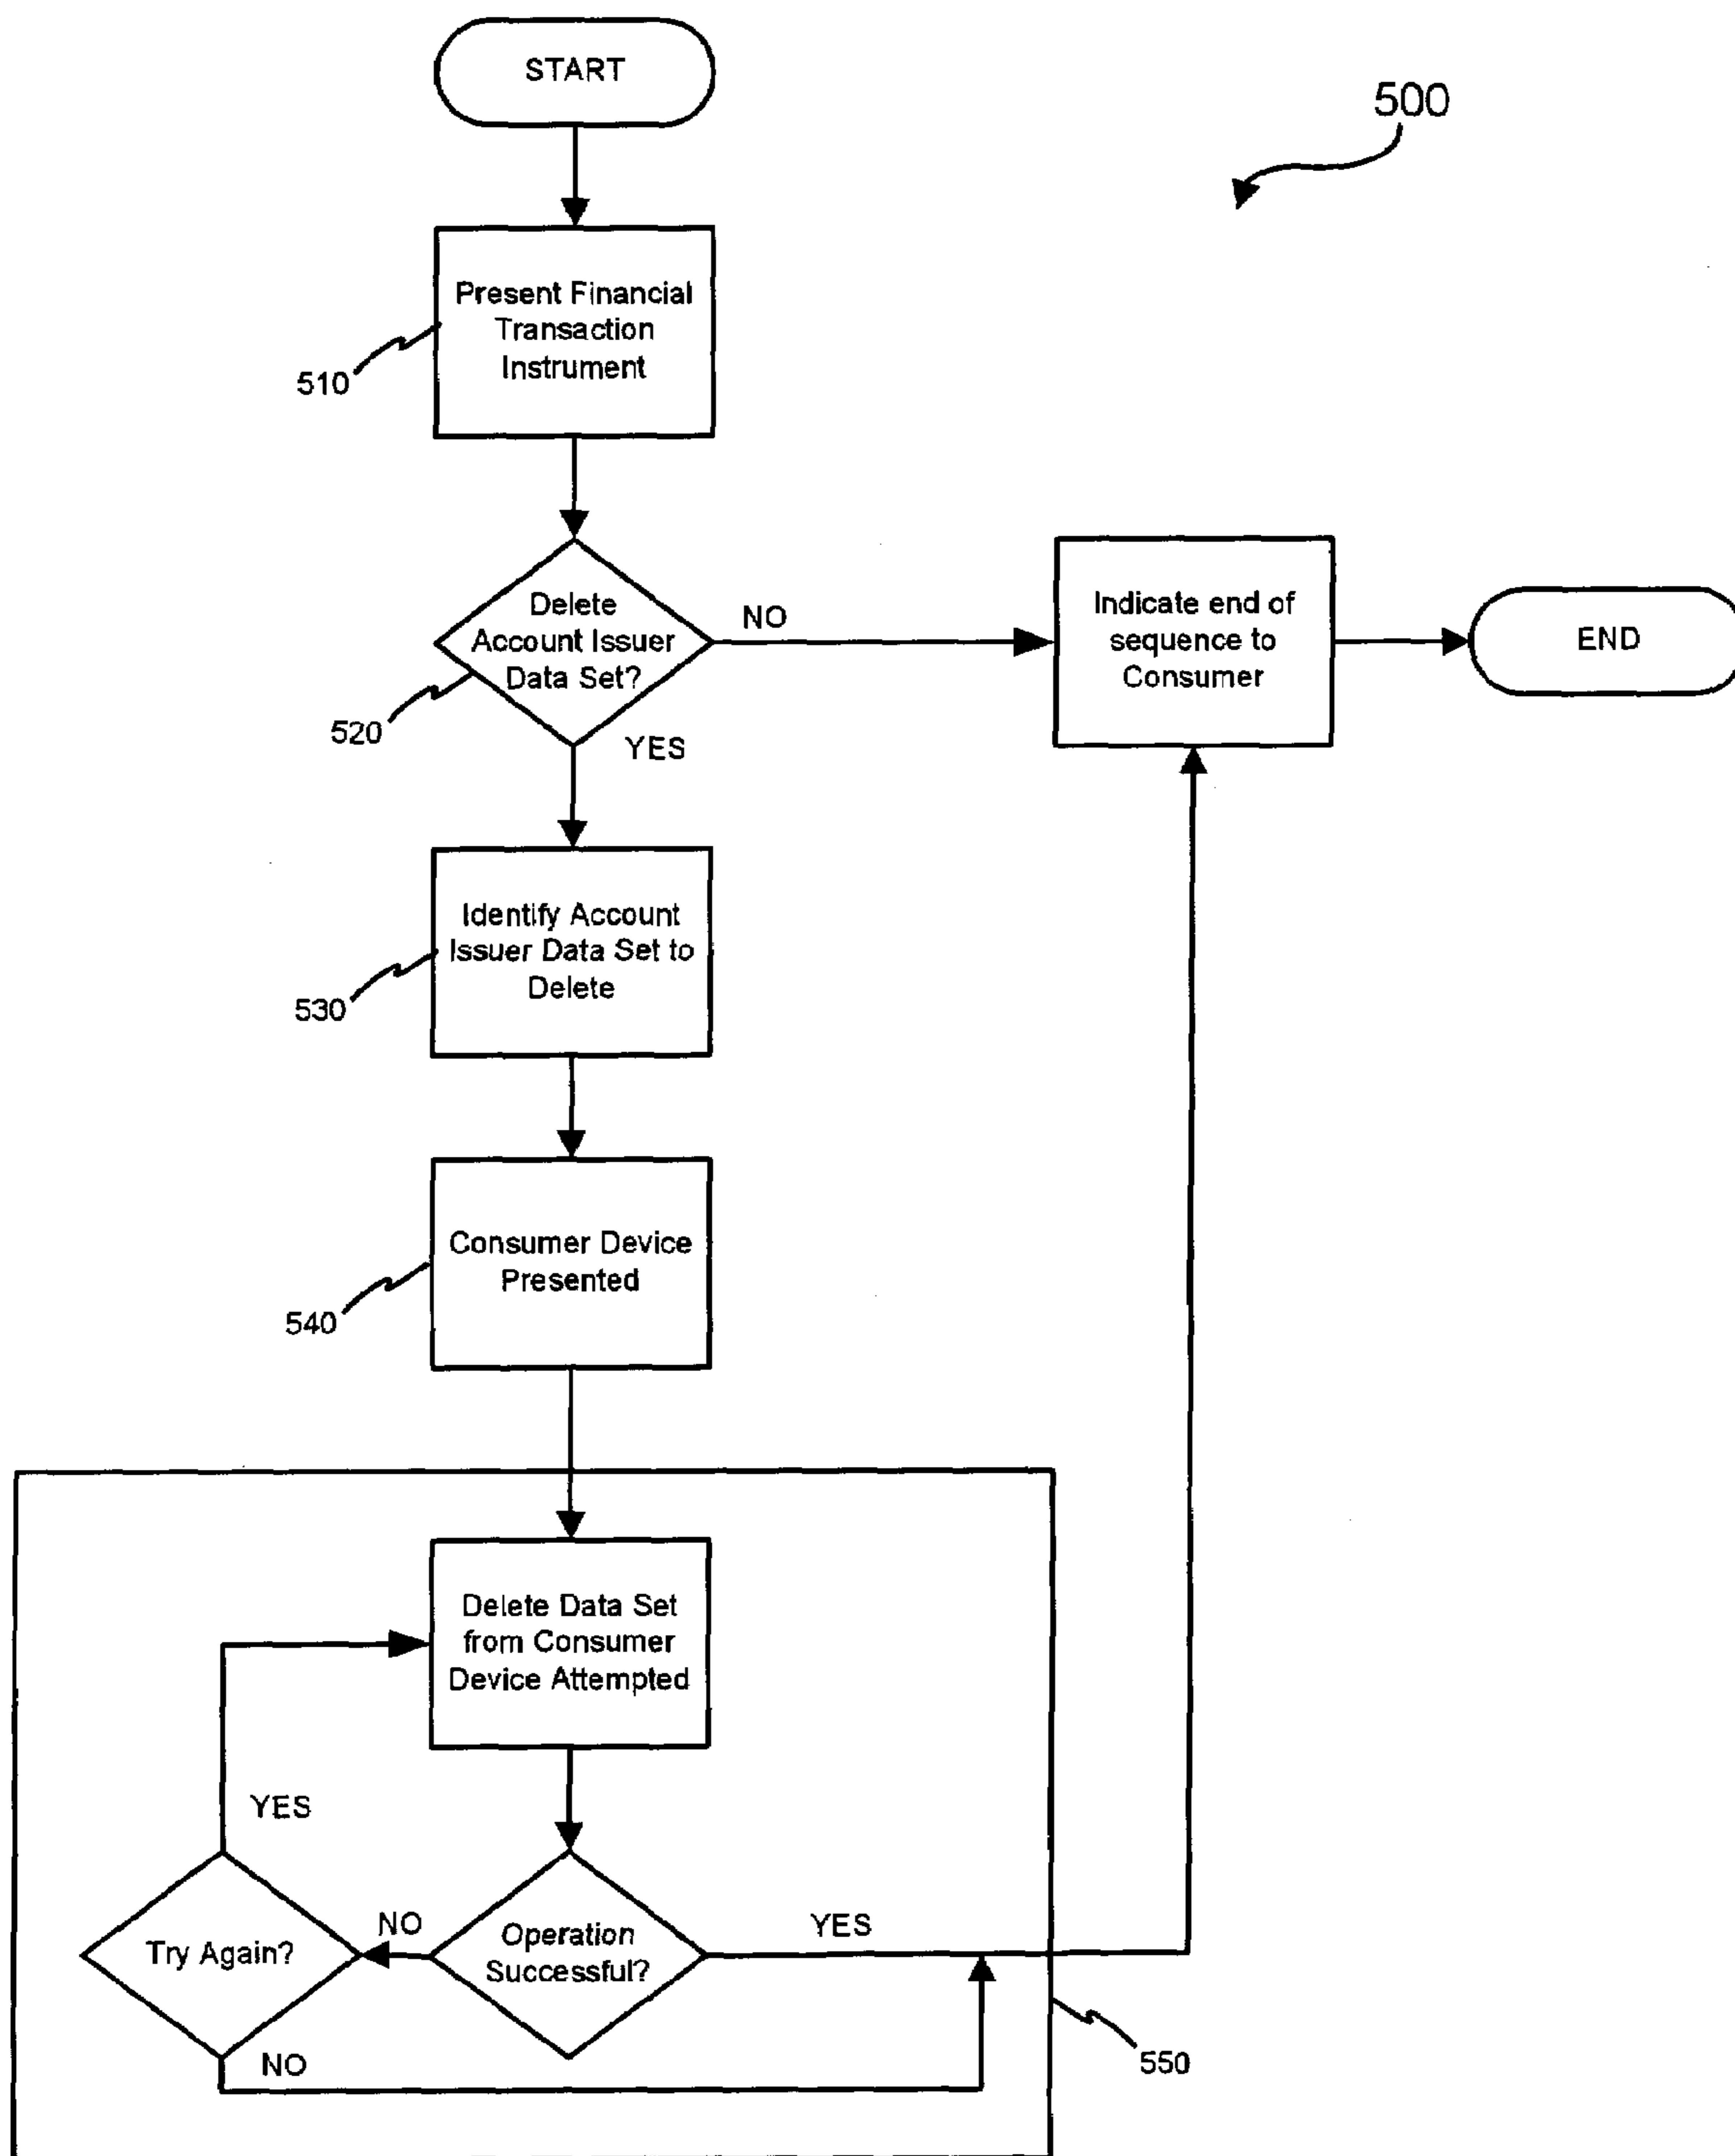 START
500
Present Financial
Transaction
Instrument
510
Delete
Account Issuer
Data Set?
520
NO
YES
Indicate end of
sequence to
Consumer
END
Identify Account
Issuer Data Set to
Delete
530
Consumer Device
Presented
540
Delete Data Set
from Consumer
Device Attempted
YES
Try Again?
NO
Operation
Successful?
YES
NO
550